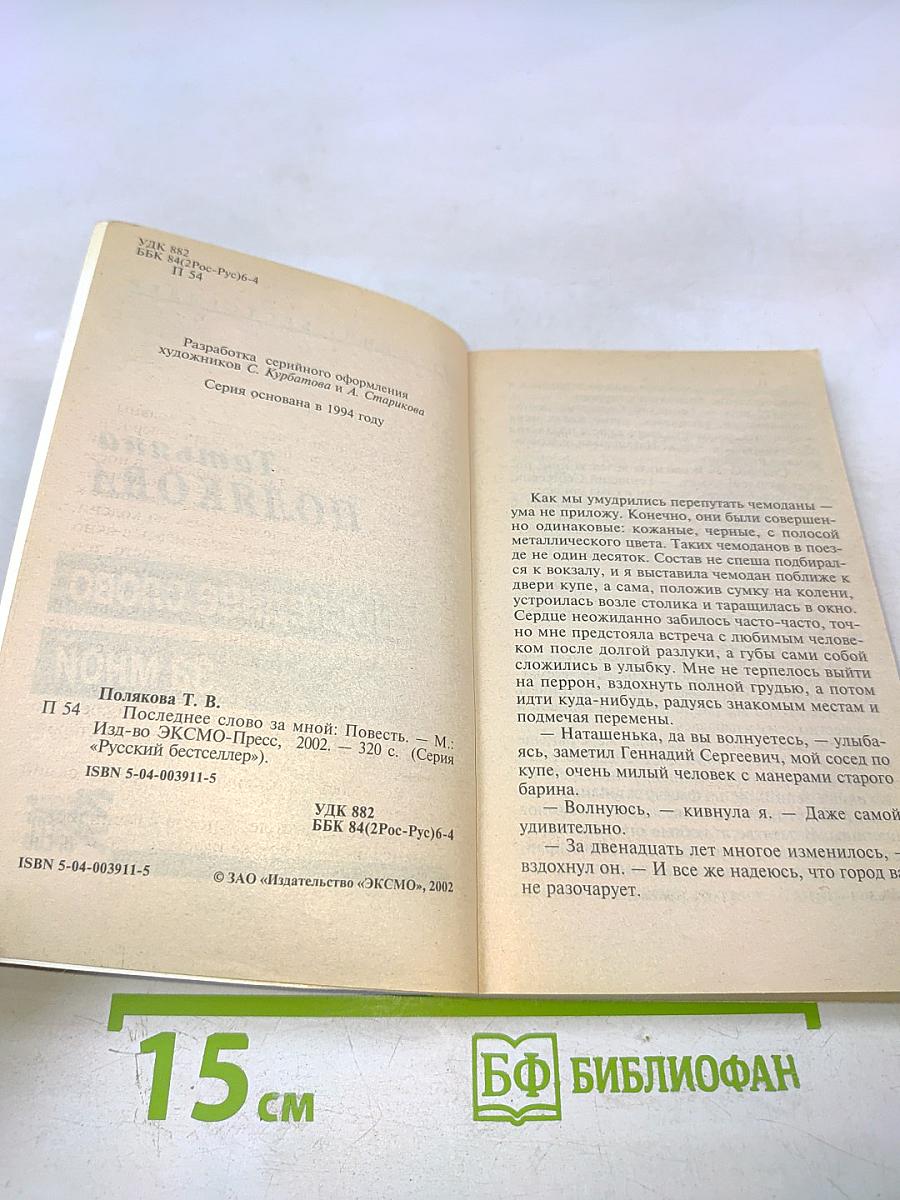 УДК 882
ББК 84(2Рос-Рус)6-4
П 54
Разработка серийного оформления
художников С. Курбатова и А. Старикова
Серия основана в 1994 году
Полякова Т. В.
П 54 Последнее слово за мной: Повесть. — М.:
Изд-во ЭКСМО-Пресс, 2002. — 320 с. (Серия
«Русский бестселлер»).
ISBN 5-04-003911-5
УДК 882
ББК 84(2Рос-Рус)6-4
ISBN 5-04-003911-5
© ЗАО «Издательство «ЭКСМО», 2002
Как мы умудрились перепутать чемоданы —
ума не приложу. Конечно, они были совершен-
но одинаковые: кожаные, черные, с полосой
металлического цвета. Таких чемоданов в поез-
де не один десяток. Состав не спеша подбирал-
ся к вокзалу, и я выставила чемодан поближе к
двери купе, а сама, положив сумку на колени,
устроилась возле столика и таращилась в окно.
Сердце неожиданно забилось часто-часто, точ-
но мне предстояла встреча с любимым челове-
ком после долгой разлуки, а губы сами собой
сложились в улыбку. Мне не терпелось выйти
на перрон, вздохнуть полной грудью, а потом
идти куда-нибудь, радуясь знакомым местам и
подмечая перемены.
— Наташенька, да вы волнуетесь, — улыба-
ясь, заметил Геннадий Сергеевич, мой сосед по
купе, очень милый человек с манерами старого
барина.
— Волнуюсь, — кивнула я. — Даже самой
удивительно.
— За двенадцать лет многое изменилось, —
вздохнул он. — И все же надеюсь, что город ва
не разочарует.
15 см
БФ БИБЛИОФАН